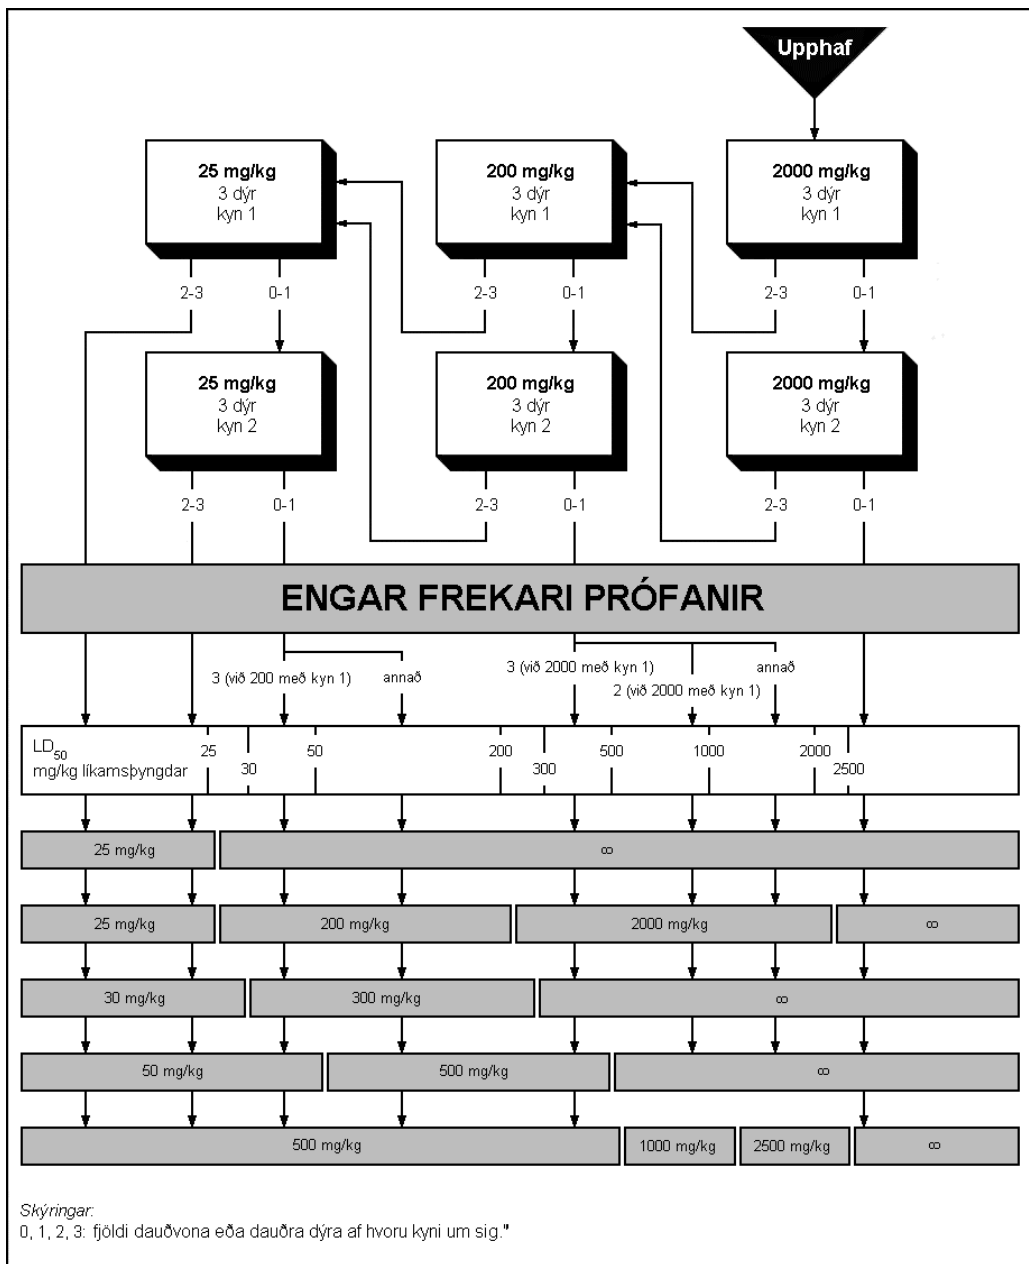 Upphaf
25 mg/kg
3 dýr
kyn 1
200 mg/kg
3 dýr
kyn 1
2000 mg/kg
3 dýr
kyn 1
2-3 0-1 2-3 0-1 2-3 0-1
25 mg/kg
3 dýr
kyn 2
200 mg/kg
3 dýr
kyn 2
2000 mg/kg
3 dýr
kyn 2
2-3 0-1 2-3 0-1 2-3 0-1
ENGAR FREKARI PRÓFANIR
3 (við 200 með kyn 1) annað 3 (við 2000 með kyn 1) annað
2 (við 2000 með kyn 1)
LD50 25 50 200 500 1000 2000
mg/kg líkamsþyngdar 30 300 2500
25 mg/kg ∞
25 mg/kg 200 mg/kg 2000 mg/kg ∞
30 mg/kg 300 mg/kg ∞
50 mg/kg 500 mg/kg ∞
500 mg/kg 1000 mg/kg 2500 mg/kg ∞
Skýringar:
0, 1, 2, 3: fjöldi dauðvona eða dauðra dýra af hvoru kyni um sig."